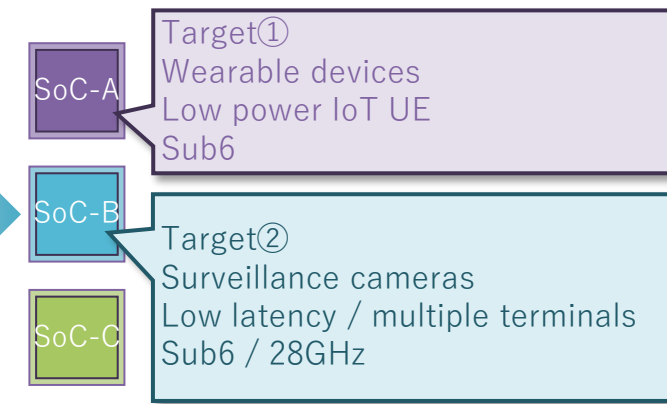 SoC-A
Target①
Wearable devices
Low power IoT UE
Sub6
SoC-B
Target②
Surveillance cameras
Low latency / multiple terminals
Sub6 / 28GHz
SoC-C